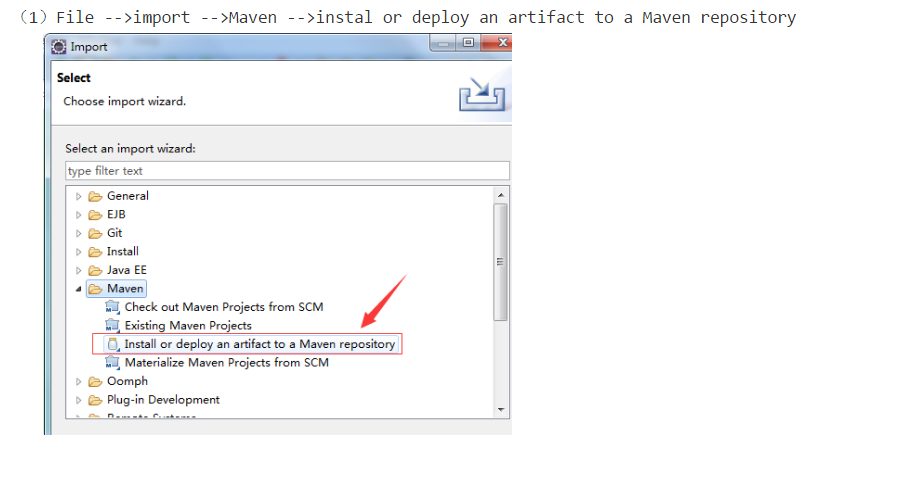 （1）File -->import -->Maven -->instal or deploy an artifact to a Maven repository
Import
Select
Choose import wizard.
Select an import wizard:
type filter text
General
EJB
Git
Install
Java EE
Maven
Check out Maven Projects from SCM
Existing Maven Projects
Install or deploy an artifact to a Maven repository
Materialize Maven Projects from SCM
Oomph
Plug-in Development
Remote Systems